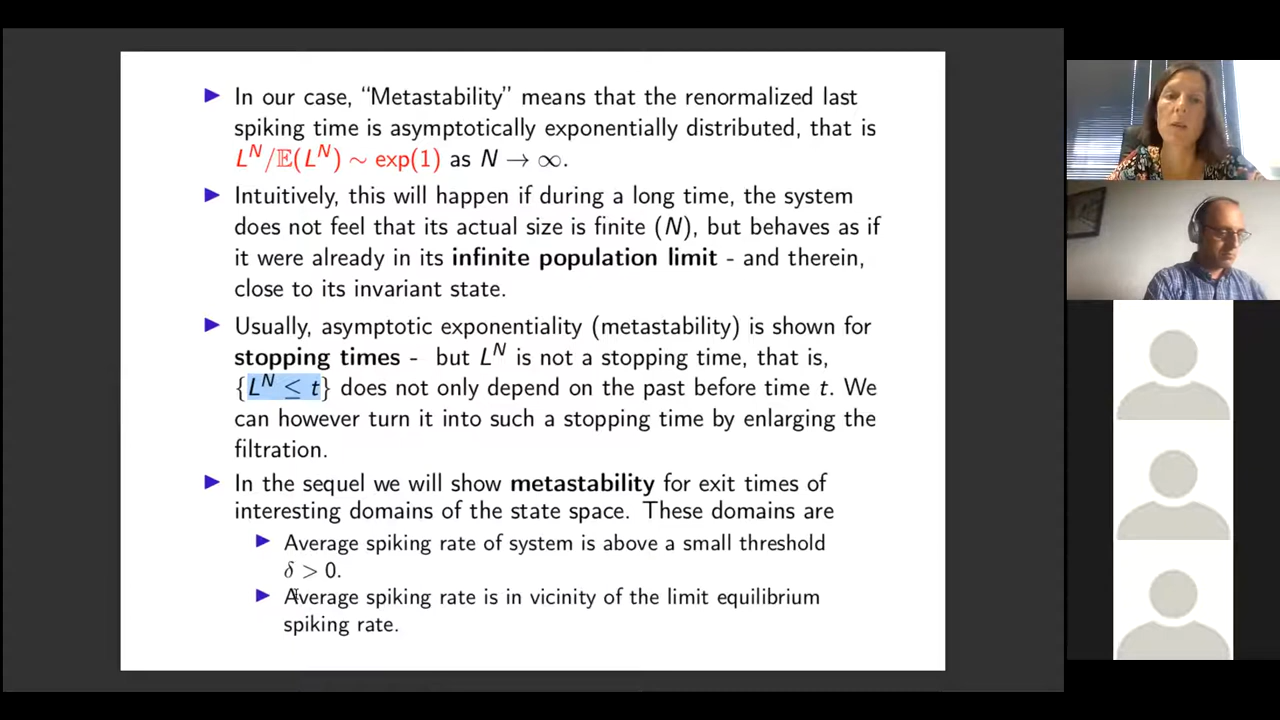 ▶ In our case, “Metastability” means that the renormalized last
spiking time is asymptotically exponentially distributed, that is
L^N/𝔼(L^N) ∼ exp(1) as N → ∞.
▶ Intuitively, this will happen if during a long time, the system
does not feel that its actual size is finite (N), but behaves as if
it were already in its infinite population limit - and therein,
close to its invariant state.
▶ Usually, asymptotic exponentiality (metastability) is shown for
stopping times - but L^N is not a stopping time, that is,
{L^N ≤ t} does not only depend on the past before time t. We
can however turn it into such a stopping time by enlarging the
filtration.
▶ In the sequel we will show metastability for exit times of
interesting domains of the state space. These domains are
▶ Average spiking rate of system is above a small threshold
δ > 0.
▶ Average spiking rate is in vicinity of the limit equilibrium
spiking rate.